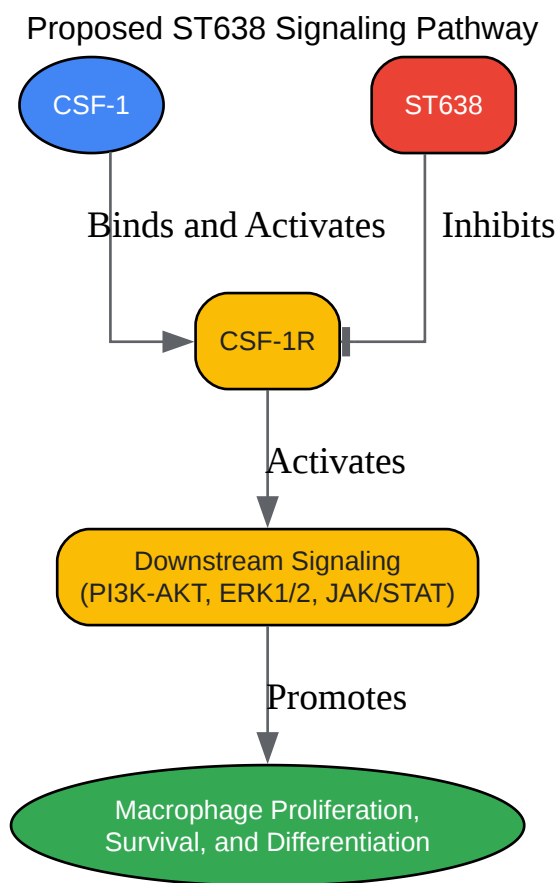 Proposed ST638 Signaling Pathway
CSF-1
ST638
Binds and Activates
Inhibits
CSF-1R
Activates
Downstream Signaling
(PI3K-AKT, ERK1/2, JAK/STAT)
Promotes
Macrophage Proliferation,
Survival, and Differentiation